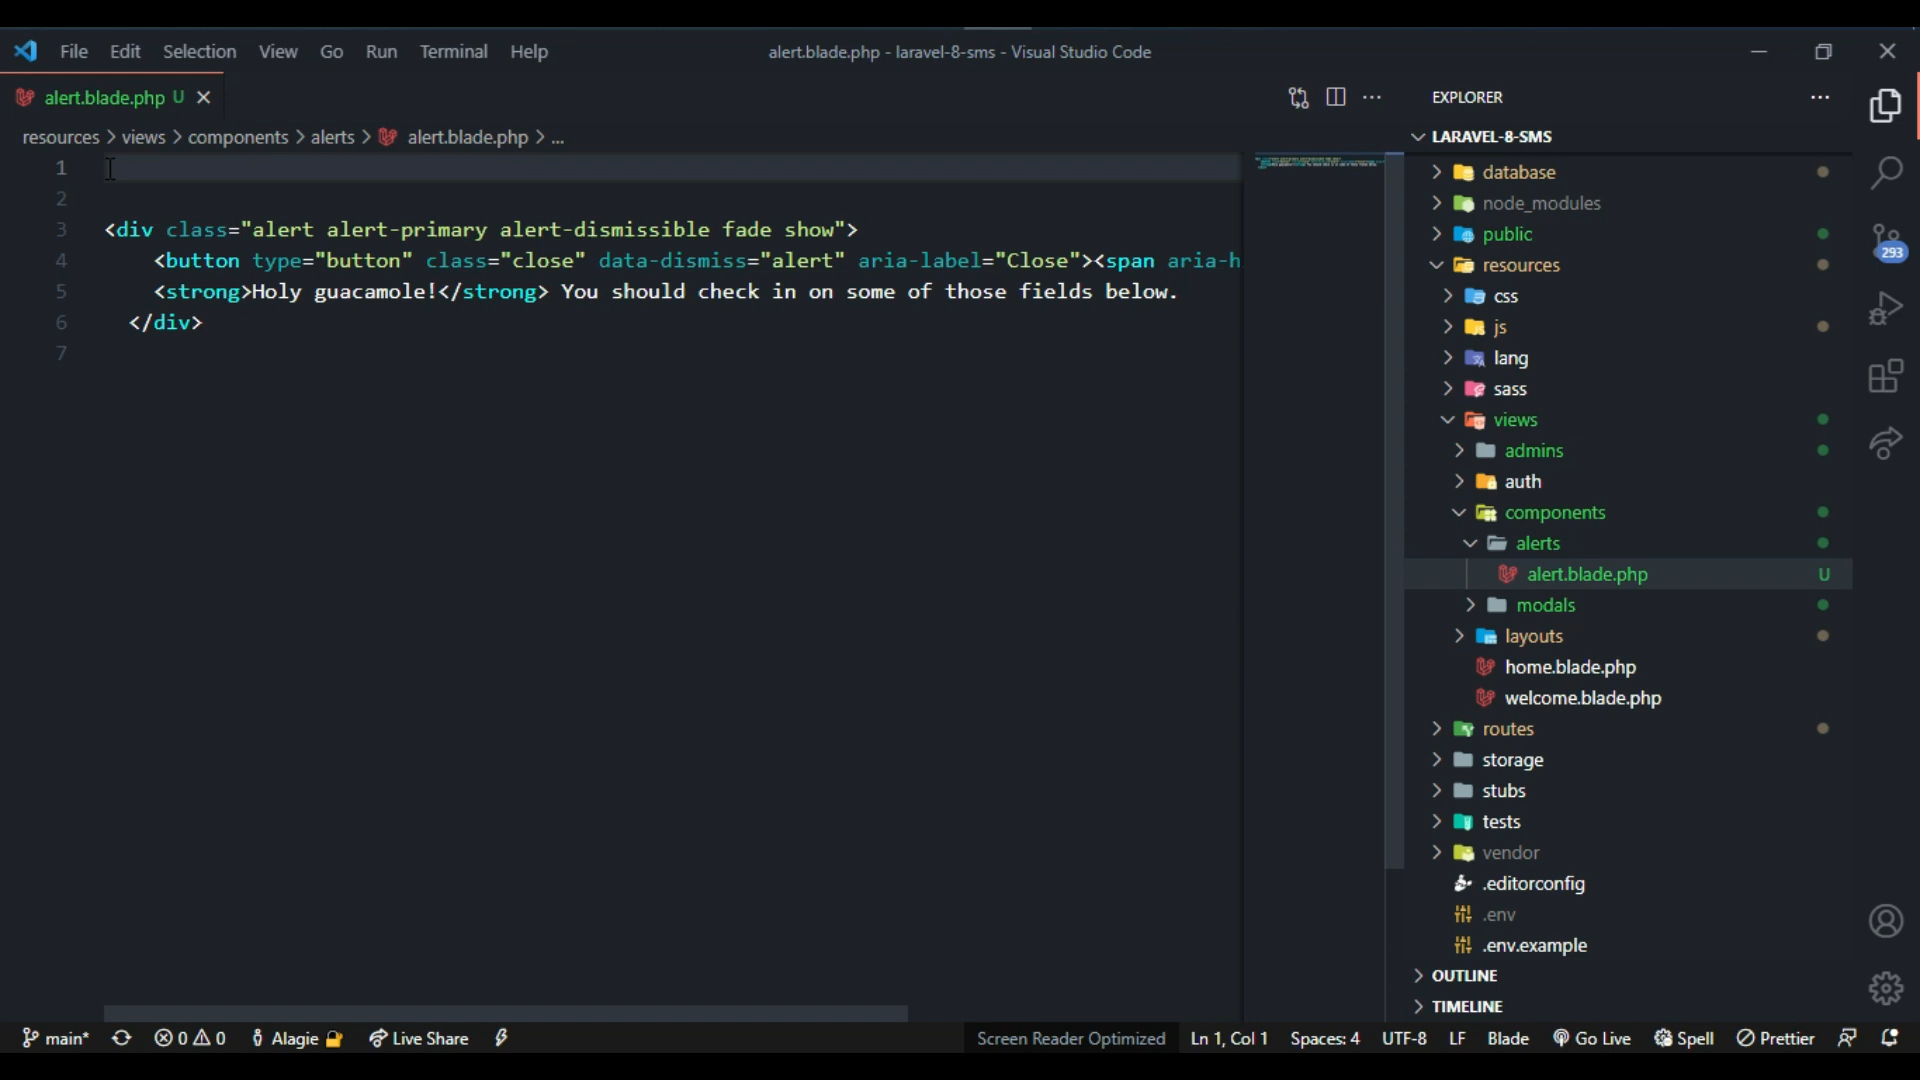 File Edit Selection View Go Run Terminal Help alert.blade.php - laravel-8-sms - Visual Studio Code
alert.blade.php U
resources > views > components > alerts > alert.blade.php > ...
1
2
3 <div class="alert alert-primary alert-dismissible fade show">
4 <button type="button" class="close" data-dismiss="alert" aria-label="Close"><span aria-h
5 <strong>Holy guacamole!</strong> You should check in on some of those fields below.
6 </div>
7
EXPLORER
LARAVEL-8-SMS
database
node_modules
public
resources
css
js
lang
sass
views
admins
auth
components
alerts
alert.blade.php U
modals
layouts
home.blade.php
welcome.blade.php
routes
storage
stubs
tests
vendor
.editorconfig
.env
.env.example
OUTLINE
TIMELINE
293
main* 0 0 Alagie Live Share Screen Reader Optimized Ln 1, Col 1 Spaces: 4 UTF-8 LF Blade Go Live Spell Prettier